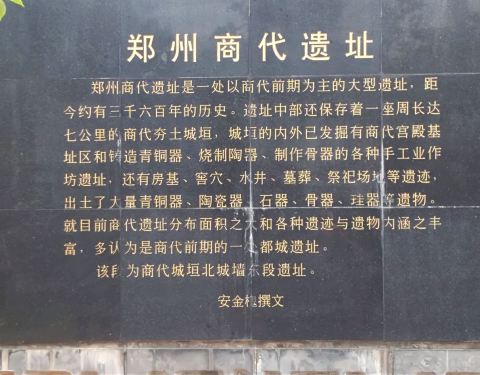 郑州商代遗址
郑州商代遗址是一处以商代前期为主的大型遗址，距
今约有三千六百年的历史。遗址中部还保存着一座周长达
七公里的商代夯土城垣，城垣的内外已发掘有商代宫殿基
址区和铸造青铜器、烧制陶器、制作骨器的各种手工业作
坊遗址，还有房基、窖穴、水井、墓葬、祭祀场地等遗迹，
出土了大量青铜器、陶瓷器、石器、骨器、玤器等遗物。
就目前商代遗址分布面积之大和各种遗迹与遗物内涵之丰
富，多认为是商代前期的一处都城遗址。
该段为商代城垣北城墙东段遗址。
安金槐撰文